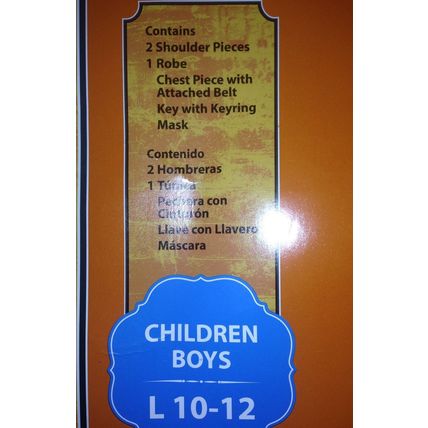 Contains
2 Shoulder Pieces
1 Robe
Chest Piece with
Attached Belt
Key with Keyring
Mask
Contenido
2 Hombreras
1 Túnica
Pechera con
Cinturón
Llave con Llavero
Máscara
CHILDREN
BOYS
L 10-12